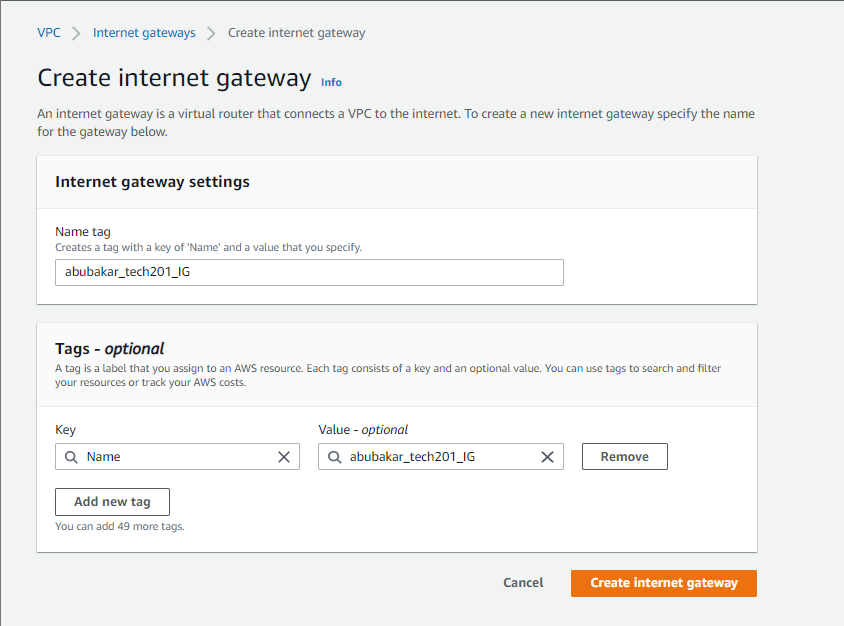 VPC > Internet gateways > Create internet gateway
Create internet gateway Info
An internet gateway is a virtual router that connects a VPC to the internet. To create a new internet gateway specify the name
for the gateway below.
Internet gateway settings
Name tag
Creates a tag with a key of 'Name' and a value that you specify.
abubakar_tech201_IG
Tags - optional
A tag is a label that you assign to an AWS resource. Each tag consists of a key and an optional value. You can use tags to search and filter
your resources or track your AWS costs.
Key Value - optional
Name abubakar_tech201_IG Remove
Add new tag
You can add 49 more tags.
Cancel Create internet gateway